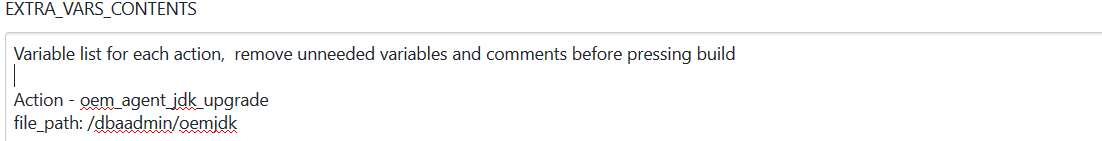 EXTRA_VARS_CONTENTS
Variable list for each action,  remove unneeded variables and comments before pressing build
Action - oem_agent_jdk_upgrade
file_path: /dbaadmin/oemjdk